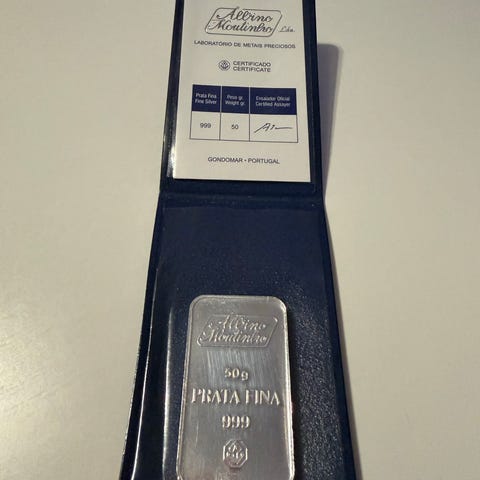 Albino
Moutinho Lda.
LABORATÓRIO DE METAIS PRECIOSOS
CERTIFICADO
CERTIFICATE
Prata Fina Peso gr. Ensaiador Oficial
Fine Silver Weight gr. Certified Assayer
999 50
GONDOMAR • PORTUGAL
Albino
Moutinho
50g
PRATA FINA
999